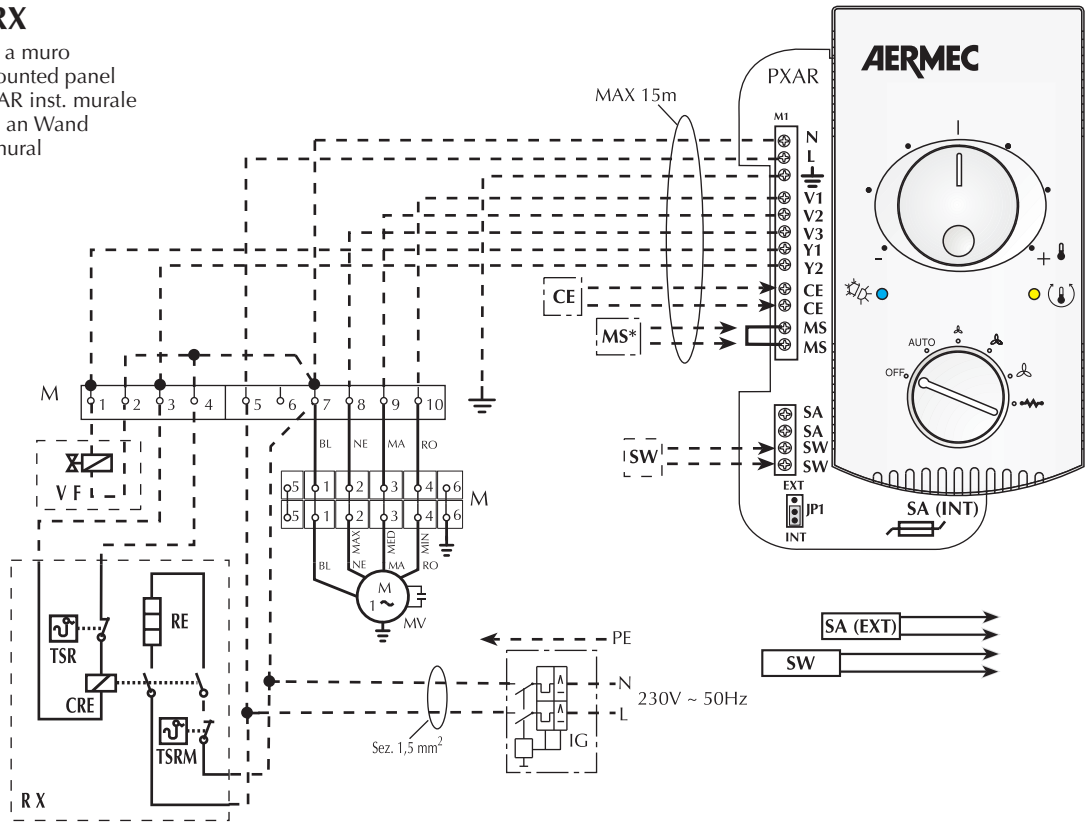 RX
a muro
ounted panel
AR inst. murale
an Wand
mural
AERMEC
PXAR
MAX 15m
M1
N
L
V1
V2
V3
Y1
Y2
CE
CE
MS
MS
CE
MS*
- +
AUTO
OFF
M
1 2 3 4 5 6 7 8 9 10
SA
SA
SW
SW
SW
EXT
JP1
INT
SA (INT)
BL NE MA RO
V F
5 1 2 3 4 6
M
5 1 2 3 4 6
MAX MED MIN
BL NE MA RO
M
1 ~
MV
TSR
RE
CRE
TSRM
R X
PE
N
L
230V ~ 50Hz
IG
Sez. 1,5 mm²
SA (EXT)
SW